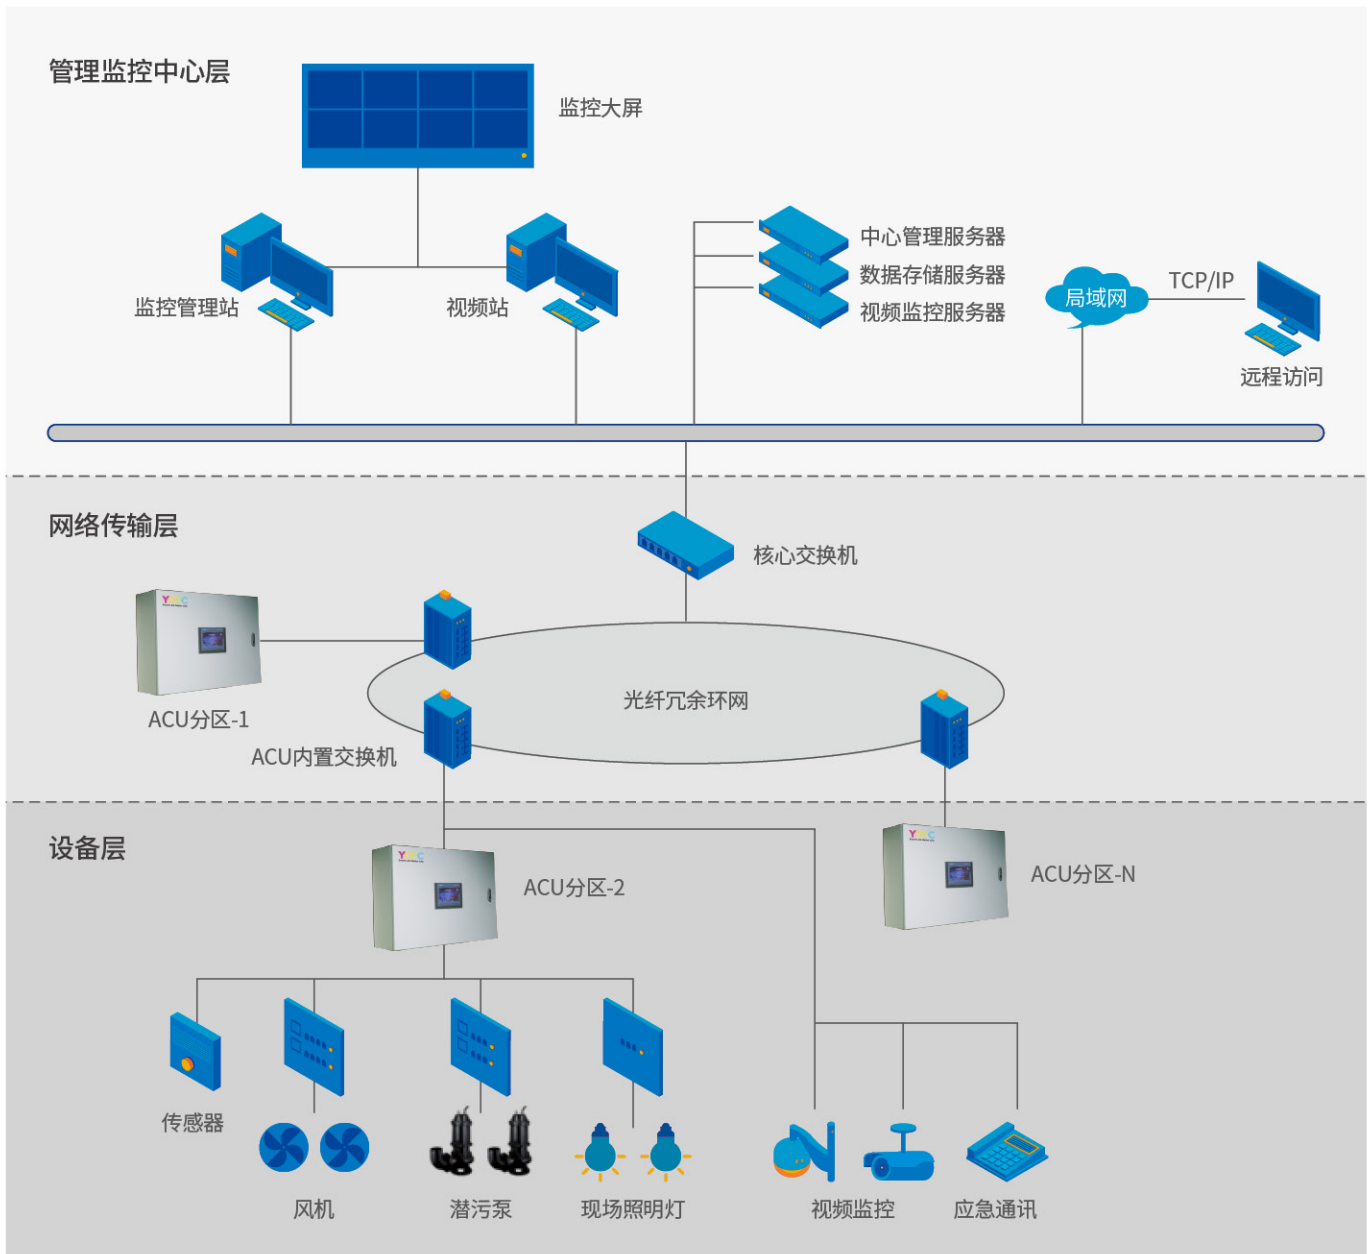 管理监控中心层
监控大屏
中心管理服务器
数据存储服务器
视频监控服务器
监控管理站
视频站
局域网
TCP/IP
远程访问
网络传输层
核心交换机
光纤冗余环网
ACU分区-1
ACU内置交换机
设备层
ACU分区-2
ACU分区-N
传感器
风机
潜污泵
现场照明灯
视频监控
应急通讯